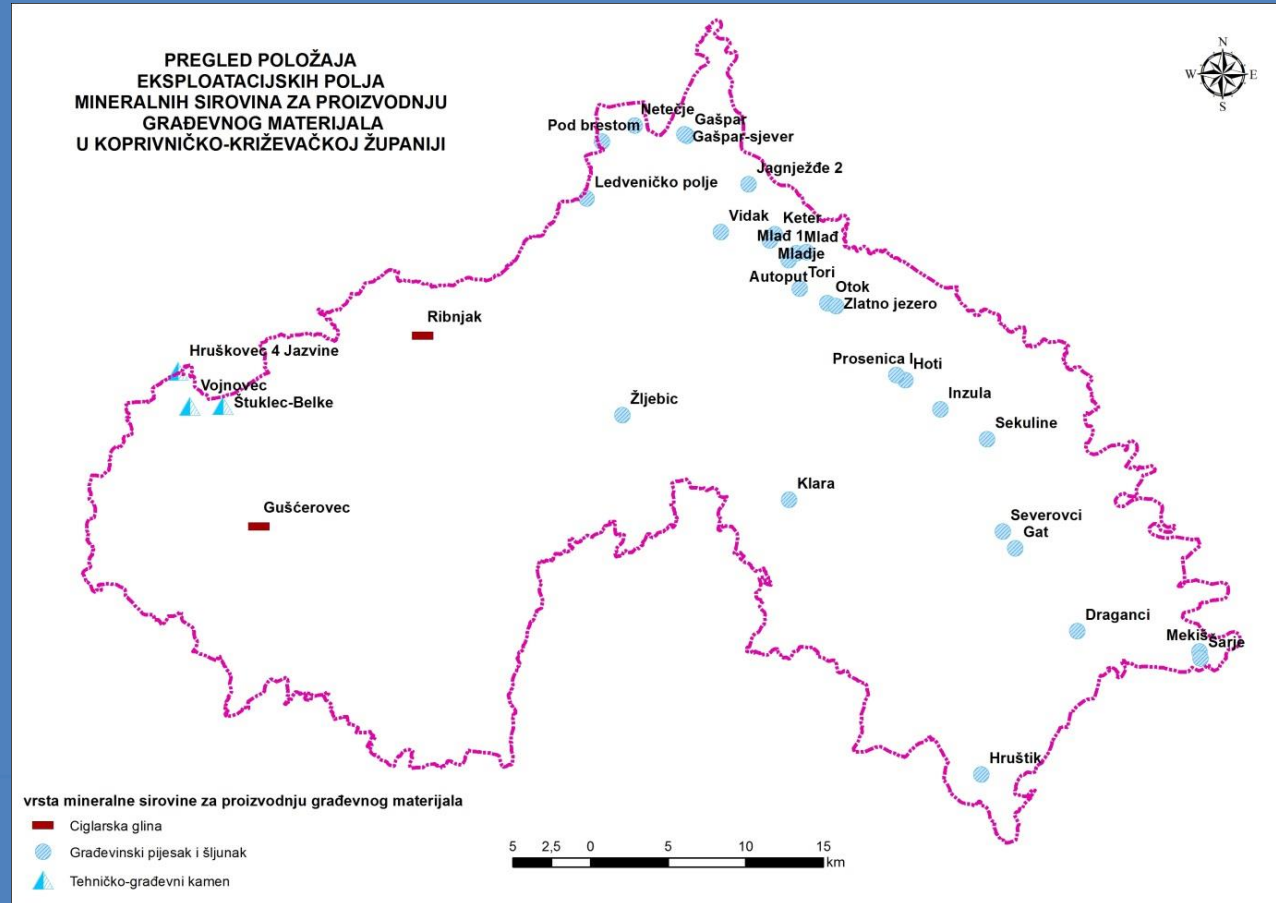 PREGLED POLOŽAJA
EKSPLOATACIJSKIH POLJA
MINERALNIH SIROVINA ZA PROIZVODNJU
GRAĐEVNOG MATERIJALA
U KOPRIVNIČKO-KRIŽEVAČKOJ ŽUPANIJI
N
W E
S
Netečje
Pod brestom
Gašpar
Gašpar-sjever
Ledveničko polje
Jagnježđe 2
Vidak
Keter
Mlađ 1
Mlađ
Mladje
Autoput
Tori
Otok
Zlatno jezero
Ribnjak
Hruškovec 4 Jazvine
Vojnovec
Štuklec-Belke
Prosenica I
Hoti
Inzula
Žljebic
Sekuline
Klara
Gušćerovec
Severovci
Gat
Draganci
Mekiš
Sarje
Hruštik
vrsta mineralne sirovine za proizvodnju građevnog materijala
Ciglarska glina
Građevinski pijesak i šljunak
Tehničko-građevni kamen
5 2,5 0 5 10 15
km